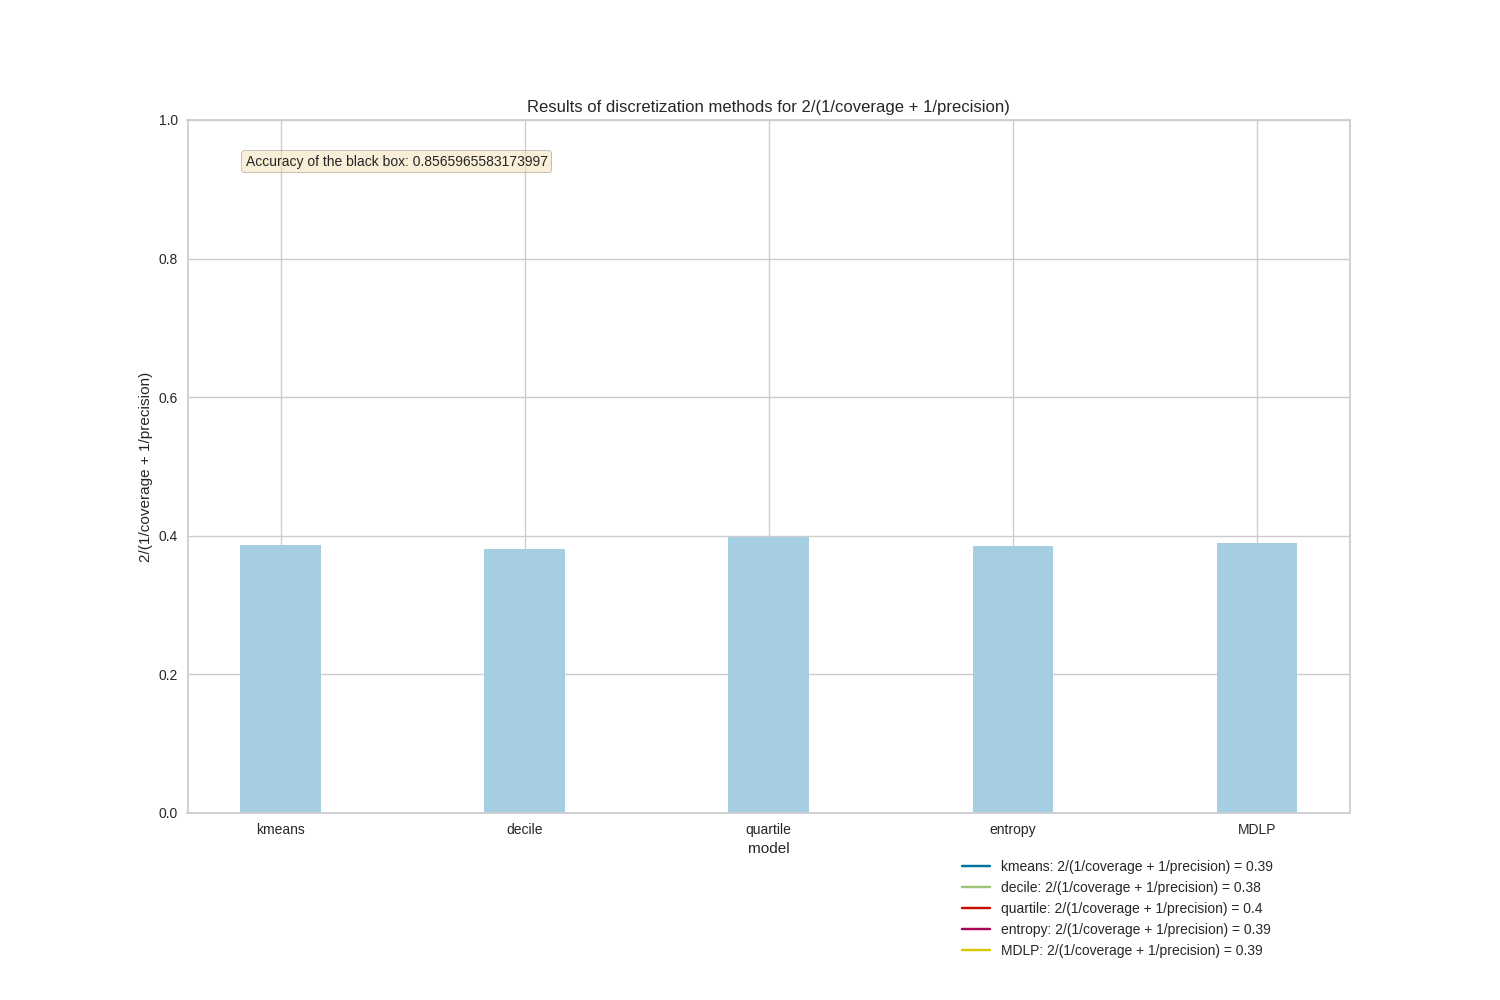 Results of discretization methods for 2/(1/coverage + 1/precision)
1.0
Accuracy of the black box: 0.8565965583173997
0.8
0.6
2/(1/coverage + 1/precision)
0.4
0.2
0.0
kmeans
decile
quartile
entropy
MDLP
model
kmeans: 2/(1/coverage + 1/precision) = 0.39
decile: 2/(1/coverage + 1/precision) = 0.38
quartile: 2/(1/coverage + 1/precision) = 0.4
entropy: 2/(1/coverage + 1/precision) = 0.39
MDLP: 2/(1/coverage + 1/precision) = 0.39